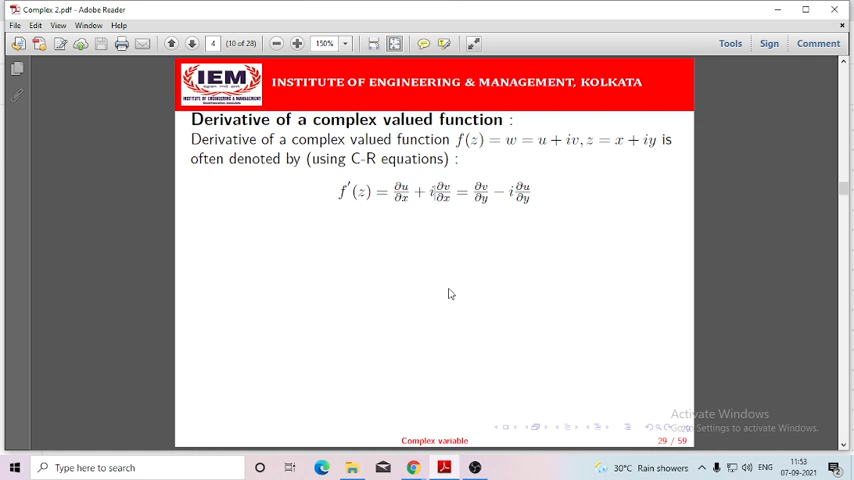 Complex 2.pdf - Adobe Reader
File Edit View Window Help
4 (10 of 28) 150% Tools Sign Comment
IEM INSTITUTE OF ENGINEERING & MANAGEMENT, KOLKATA
Derivative of a complex valued function :
Derivative of a complex valued function f(z) = w = u + iv, z = x + iy is
often denoted by (using C-R equations) :
f′(z) = ∂u/∂x + i∂v/∂x = ∂v/∂y − i∂u/∂y
Activate Windows
Go to Settings to activate Windows.
Complex variable 29 / 59
Type here to search 30°C Rain showers ENG 11:53
07-09-2021